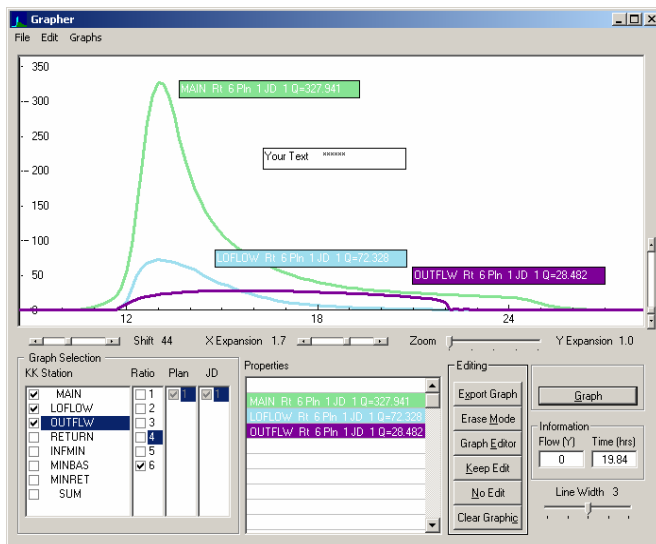 Grapher
File Edit Graphs
350
300
250
200
150
100
50
0
12 18 24
MAIN Rt 6 Pln 1 JD 1 Q=327.941
Your Text ******
LOFLOW Rt 6 Pln 1 JD 1 Q=72.328
OUTFLW Rt 6 Pln 1 JD 1 Q=28.482
Shift 44 X Expansion 1.7 Zoom Y Expansion 1.0
Graph Selection
KK Station Ratio Plan JD
MAIN 1 1 1
LOFLOW 2
OUTFLW 3
RETURN 4
INFMIN 5
MINBAS 6
MINRET
SUM
Properties
MAIN Rt 6 Pln 1 JD 1 Q=327.941
LOFLOW Rt 6 Pln 1 JD 1 Q=72.328
OUTFLW Rt 6 Pln 1 JD 1 Q=28.482
Editing
Export Graph
Erase Mode
Graph Editor
Keep Edit
No Edit
Clear Graphic
Graph
Information
Flow (Y) Time (hrs)
0 19.84
Line Width 3